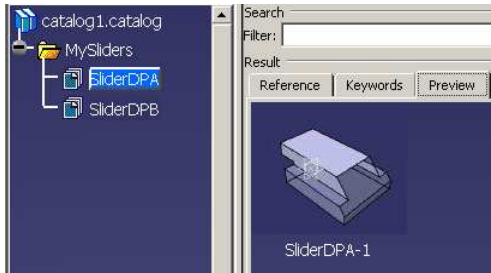 catalog1.catalog
MySliders
SliderDPA
SliderDPB
Search
Filter:
Result
Reference Keywords Preview
SliderDPA-1